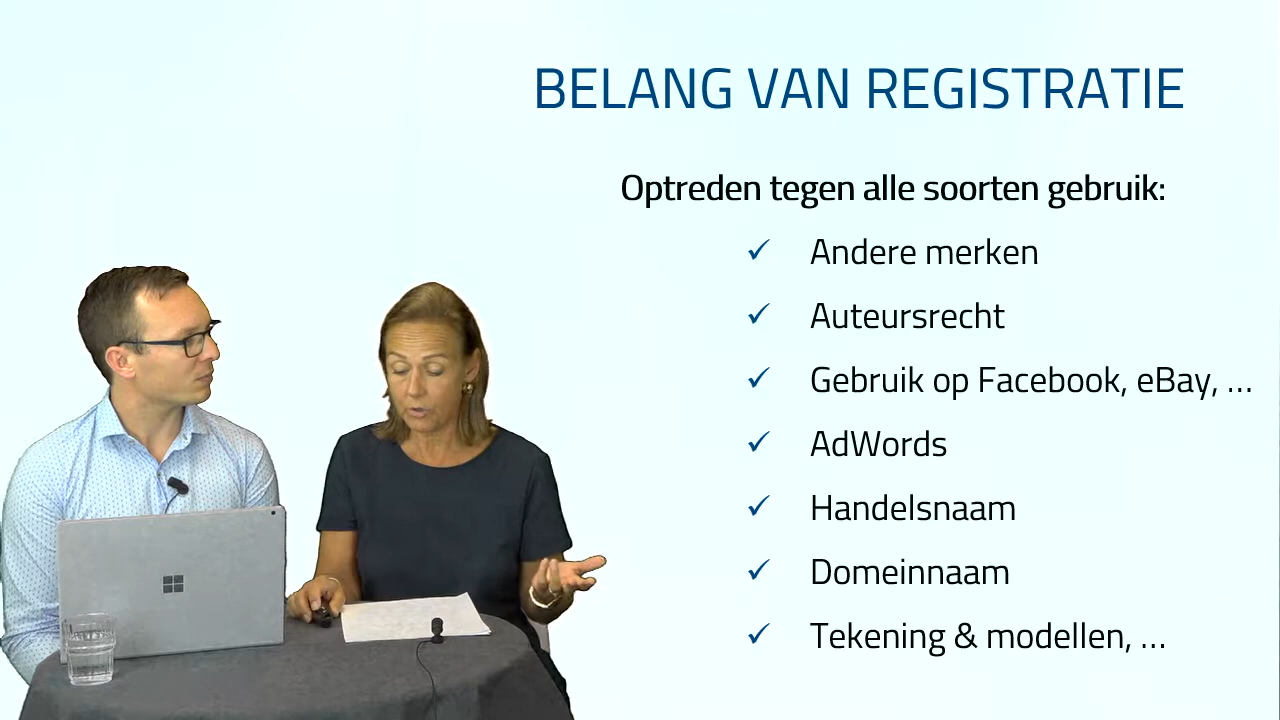 BELANG VAN REGISTRATIE
Optreden tegen alle soorten gebruik:
✓ Andere merken
✓ Auteursrecht
✓ Gebruik op Facebook, eBay, ...
✓ AdWords
✓ Handelsnaam
✓ Domeinnaam
✓ Tekening & modellen, ...